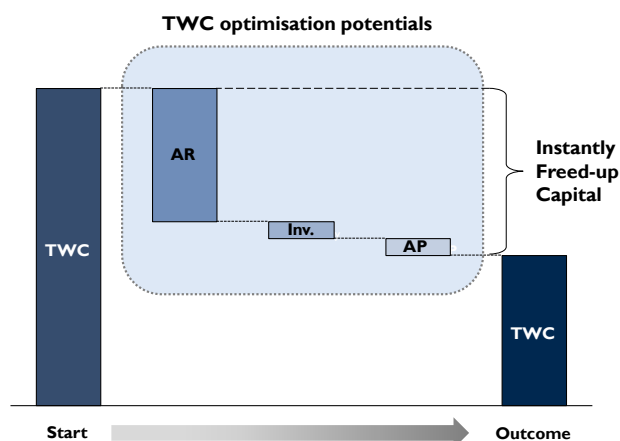 TWC optimisation potentials
AR
Instantly
Freed-up
Capital
Inv.
TWC
AP
TWC
Start
Outcome